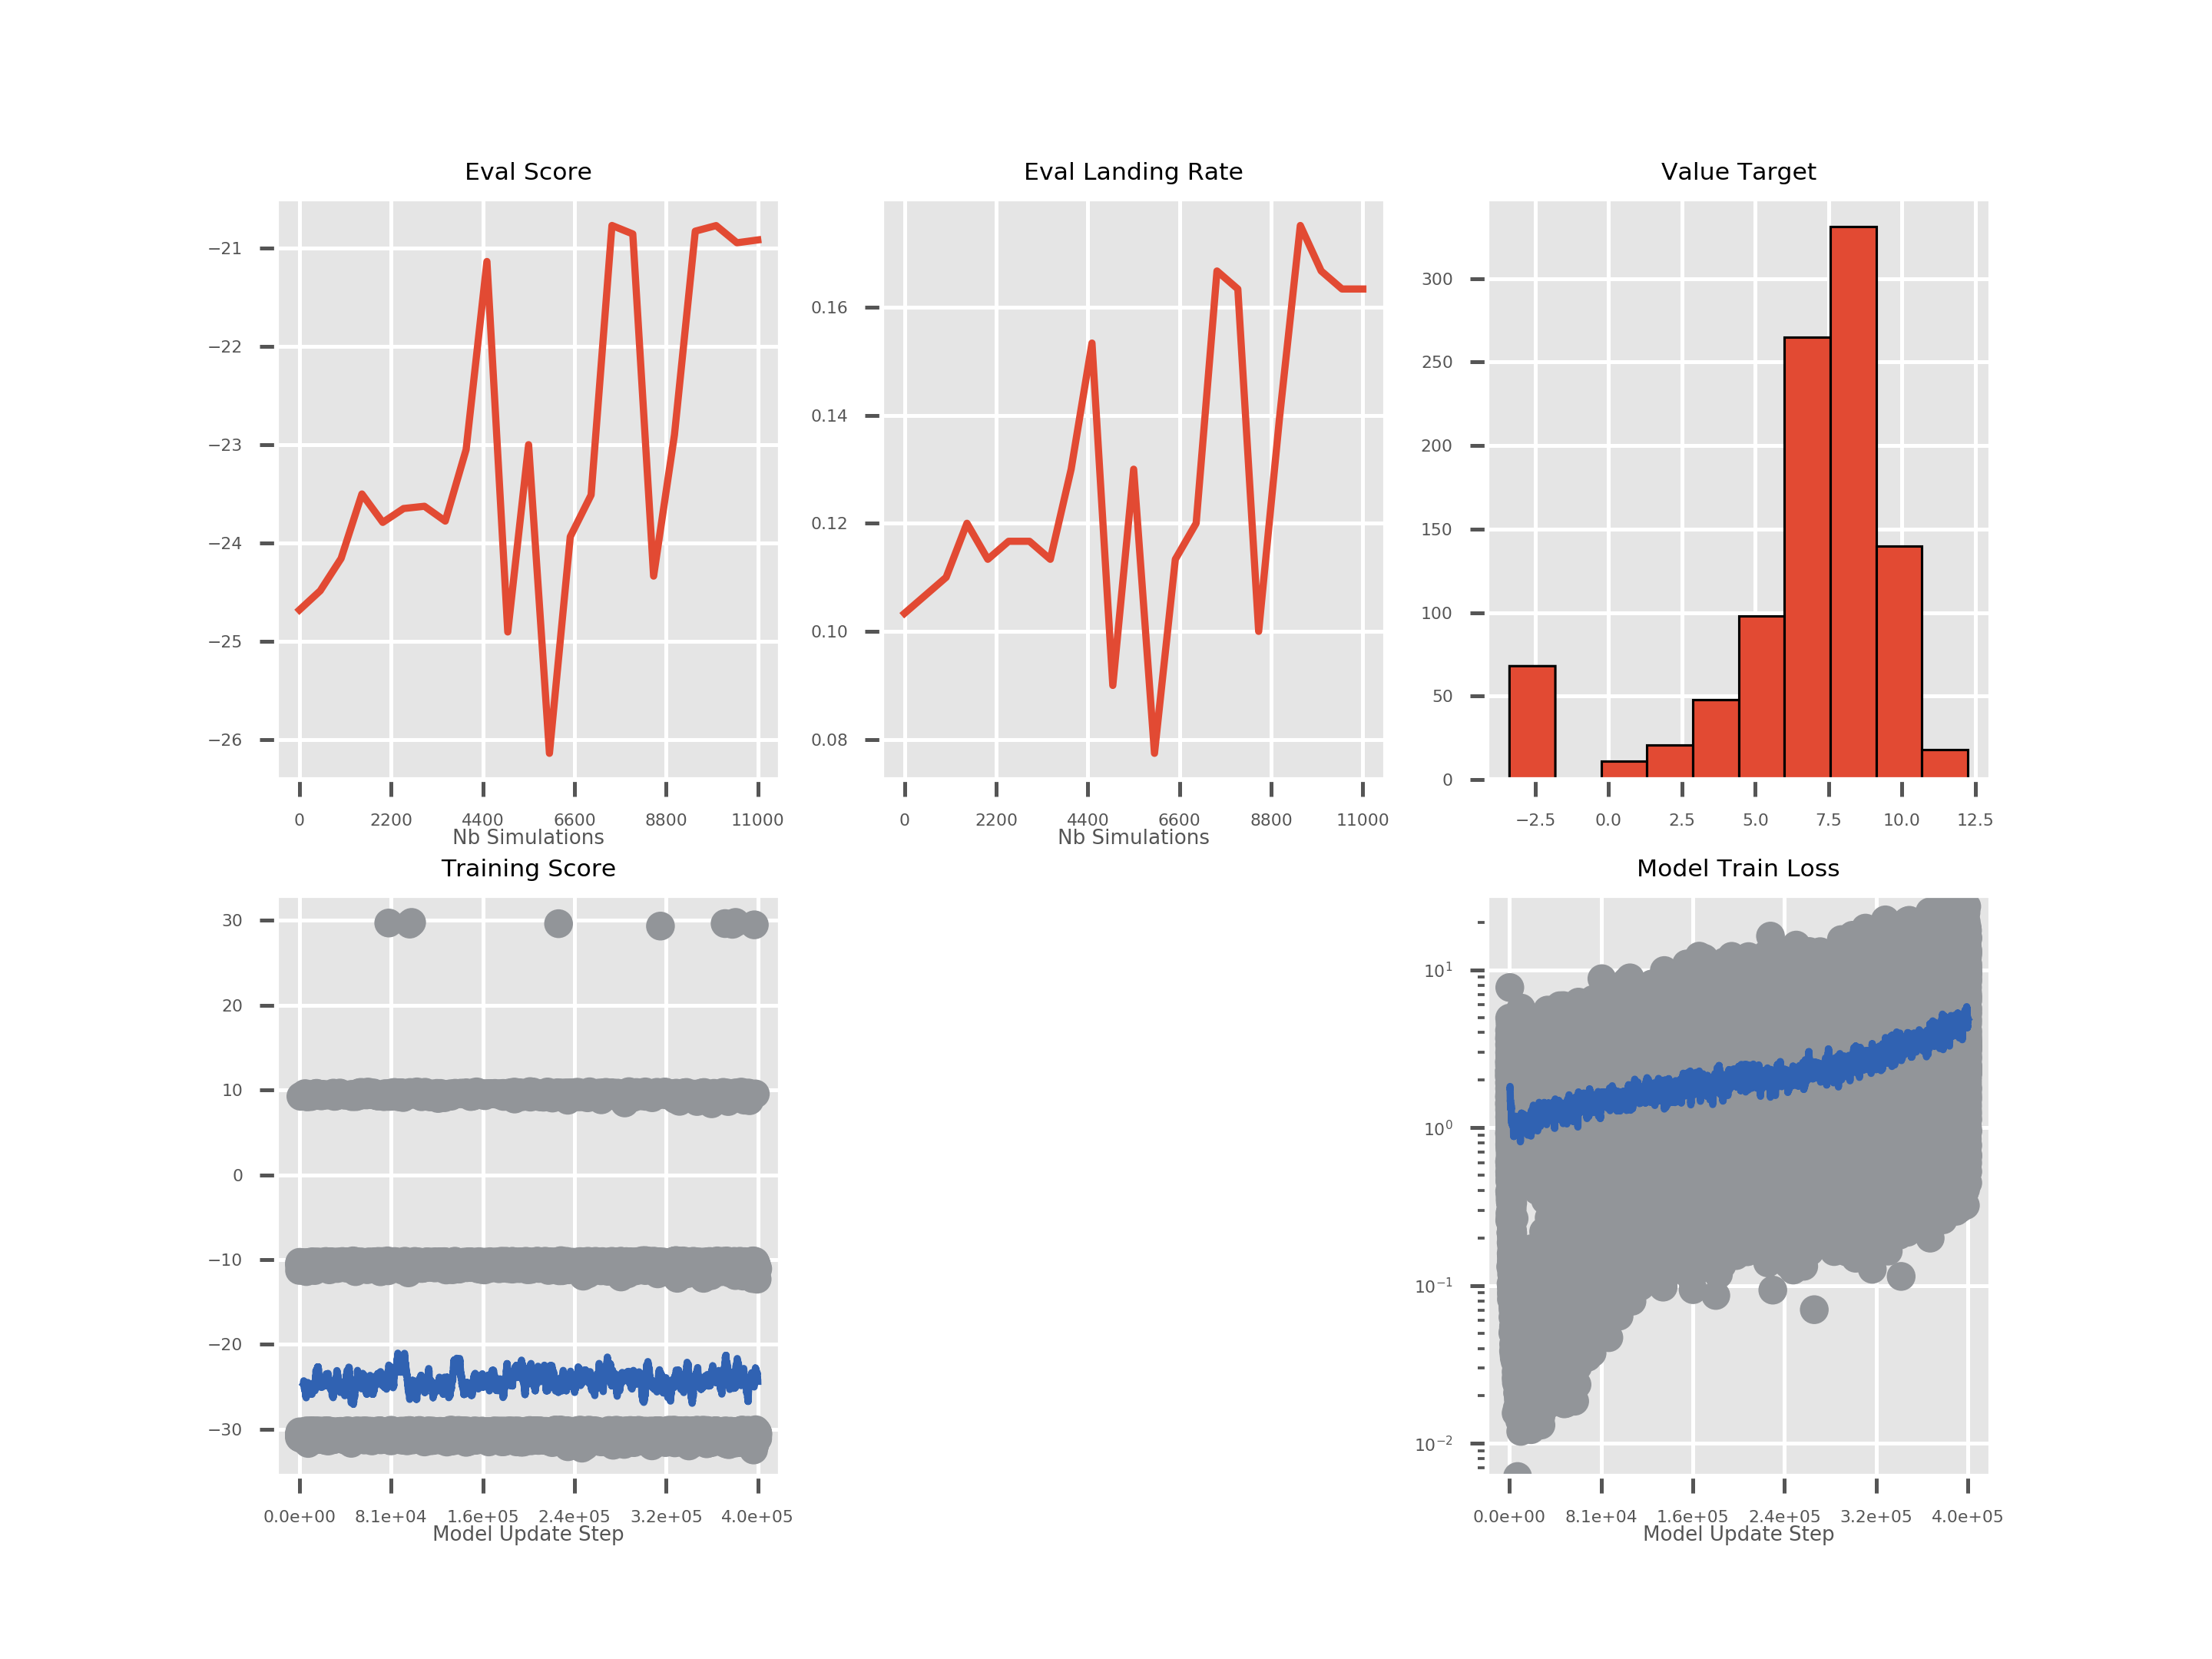 Eval Score
−21
−22
−23
−24
−25
−26
0 2200 4400 6600 8800 11000
Nb Simulations
Eval Landing Rate
0.16
0.14
0.12
0.10
0.08
0 2200 4400 6600 8800 11000
Nb Simulations
Value Target
300
250
200
150
100
50
0
−2.5 0.0 2.5 5.0 7.5 10.0 12.5
Training Score
30
20
10
0
−10
−20
−30
0.0e+00 8.1e+04 1.6e+05 2.4e+05 3.2e+05 4.0e+05
Model Update Step
Model Train Loss
10¹
10⁰
10⁻¹
10⁻²
0.0e+00 8.1e+04 1.6e+05 2.4e+05 3.2e+05 4.0e+05
Model Update Step